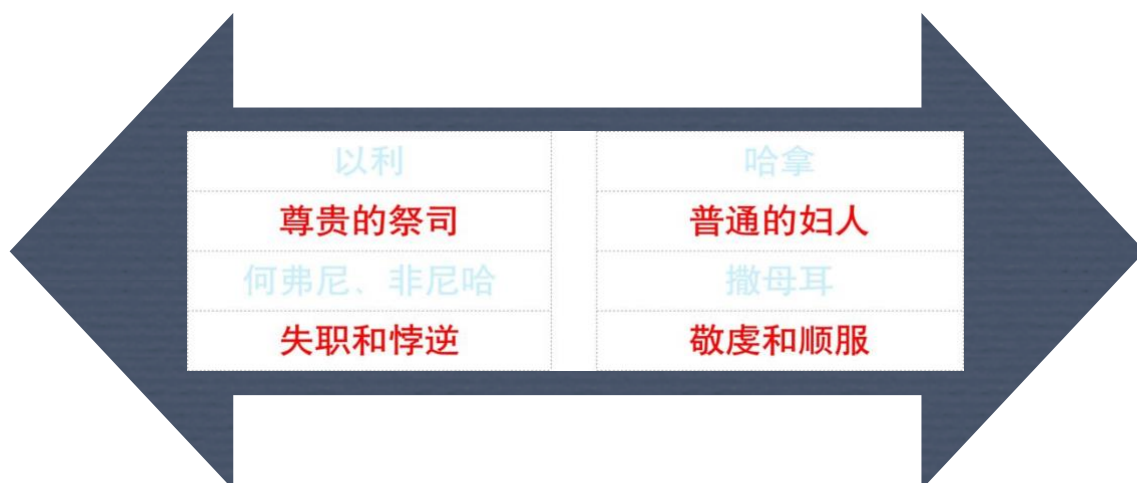 以利 哈拿
尊贵的祭司 普通的妇人
何弗尼、非尼哈 撒母耳
失职和悖逆 敬虔和顺服